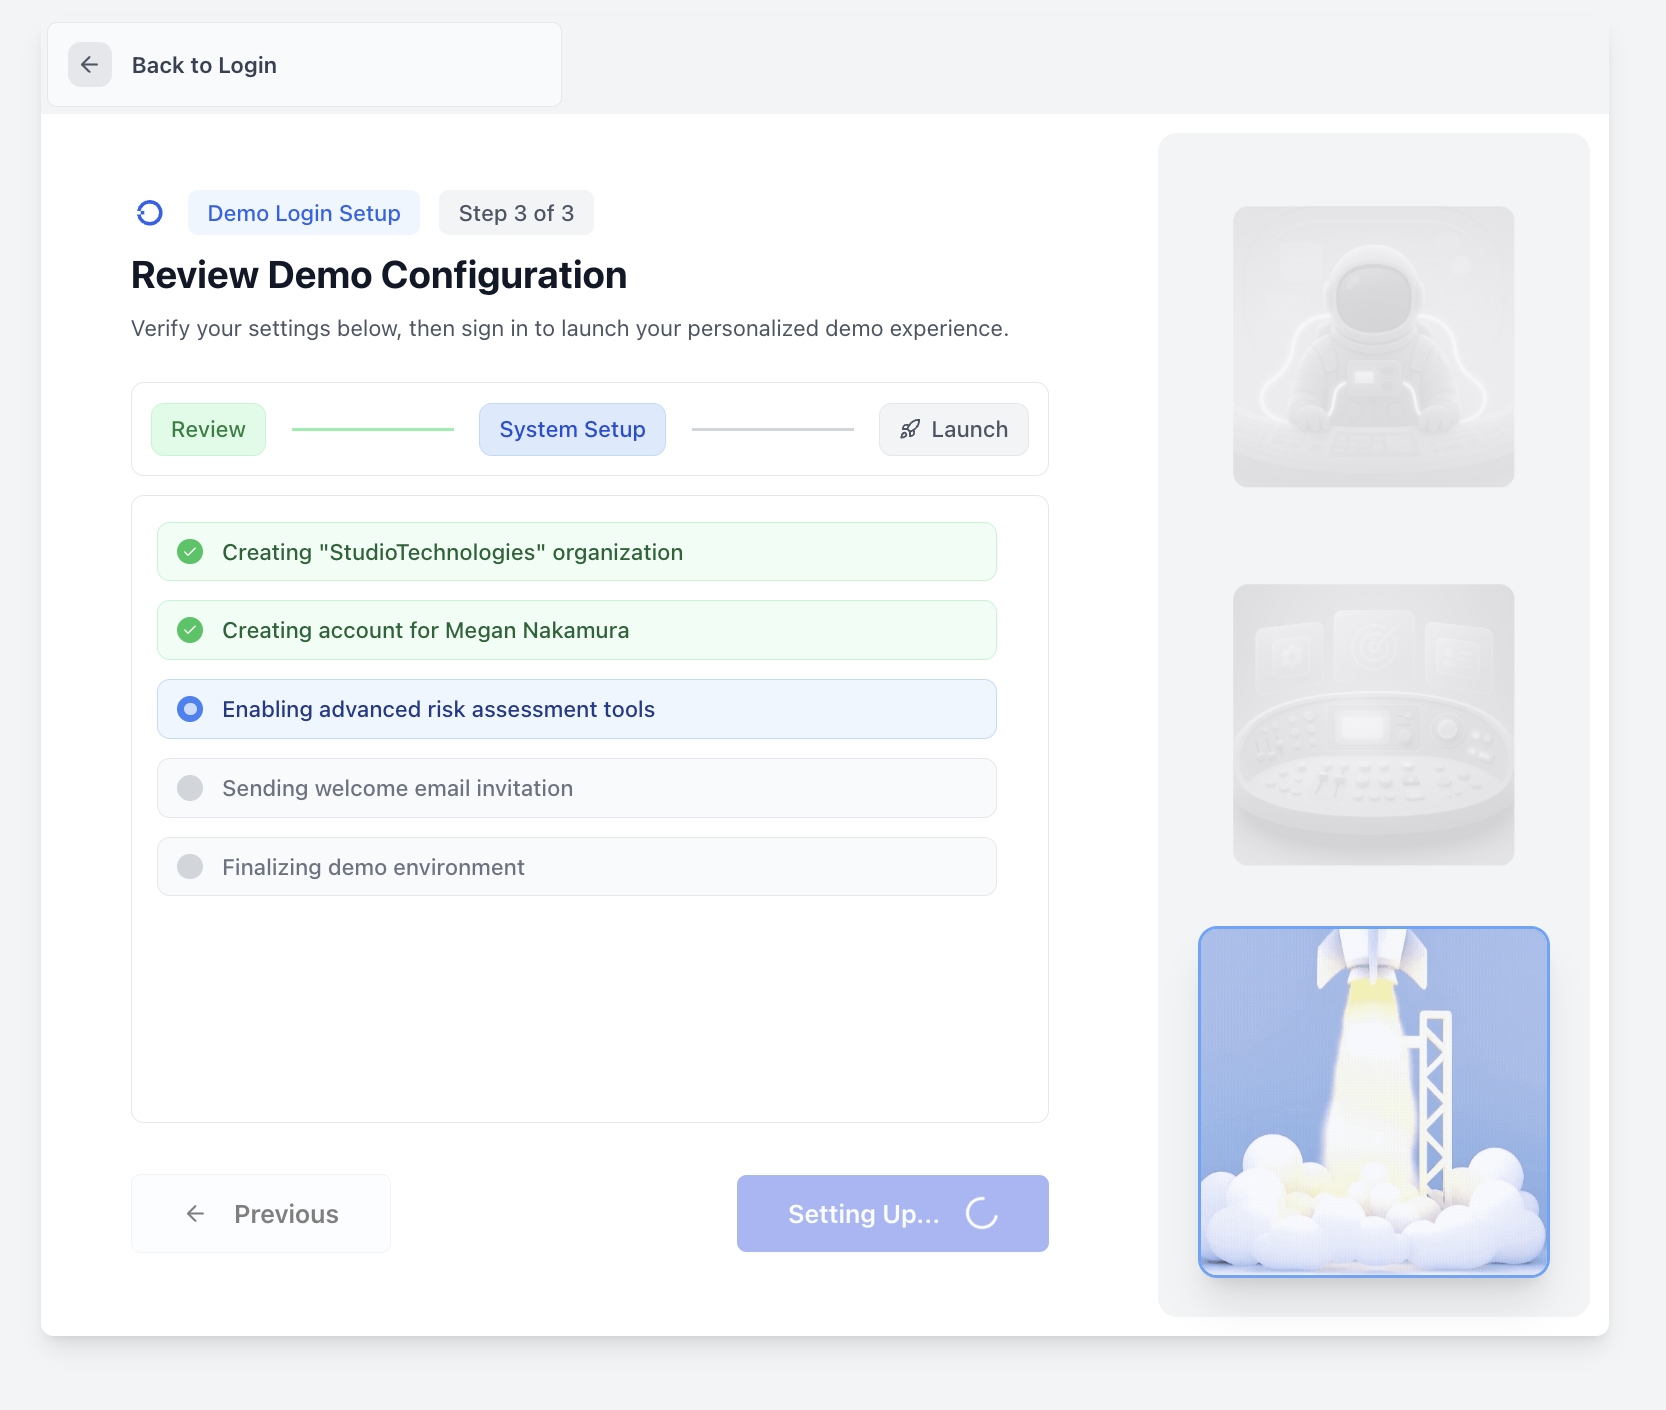 Back to Login
Demo Login Setup
Step 3 of 3
Review Demo Configuration
Verify your settings below, then sign in to launch your personalized demo experience.
Review
System Setup
Launch
Creating "StudioTechnologies" organization
Creating account for Megan Nakamura
Enabling advanced risk assessment tools
Sending welcome email invitation
Finalizing demo environment
Previous
Setting Up...